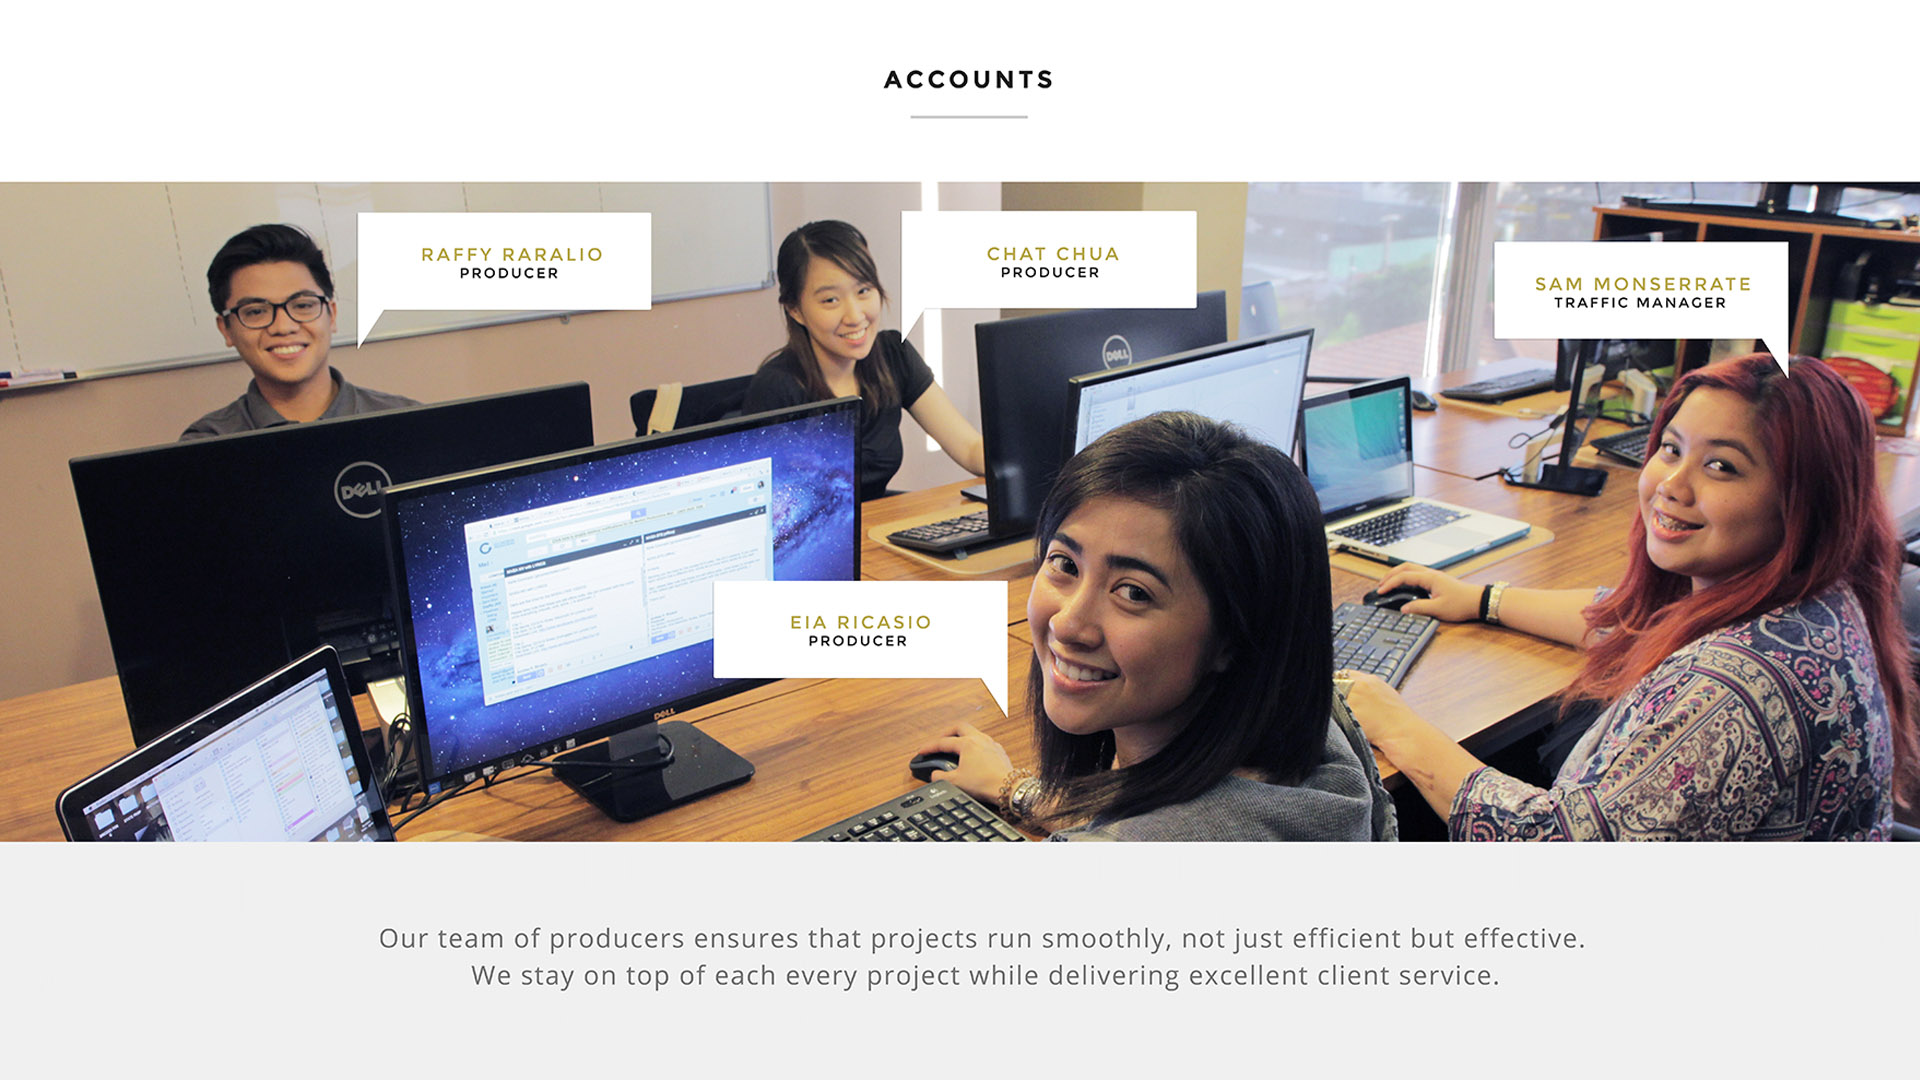 ACCOUNTS
RAFFY RARALIO
PRODUCER
CHAT CHUA
PRODUCER
SAM MONSERRATE
TRAFFIC MANAGER
DELL
DELL
EIA RICASIO
PRODUCER
DELL
Our team of producers ensures that projects run smoothly, not just efficient but effective.
We stay on top of each every project while delivering excellent client service.